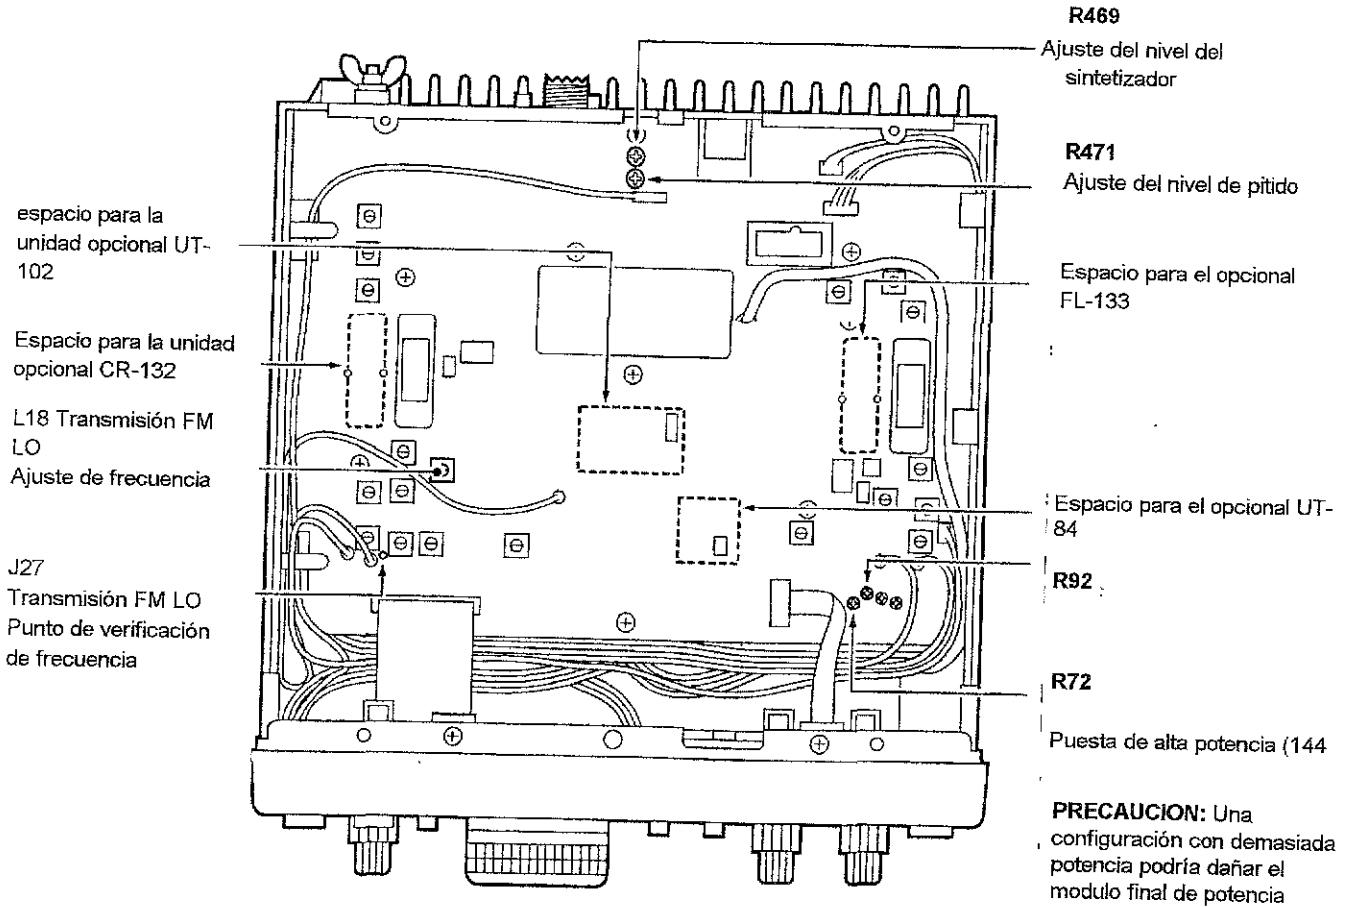 espacio para la
unidad opcional UT-
102
Espacio para la unidad
opcional CR-132
L18 Transmisión FM
LO
Ajuste de frecuencia
J27
Transmisión FM LO
Punto de verificación
de frecuencia
R469
Ajuste del nivel del
sintetizador
R471
Ajuste del nivel de pitido
Espacio para el opcional
FL-133
Espacio para el opcional UT-
84
R92
R72
Puesta de alta potencia (144
PRECAUCION: Una
configuración con demasiada
potencia podría dañar el
modulo final de potencia